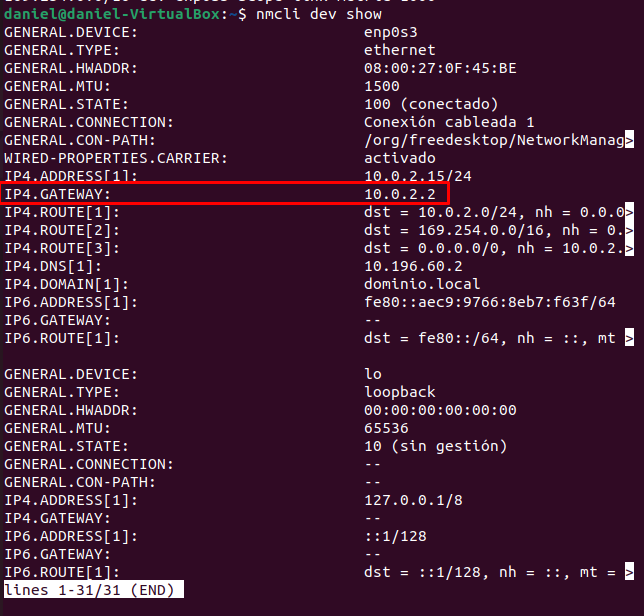 daniel@daniel-VirtualBox:~$ nmcli dev show
GENERAL.DEVICE: enp0s3
GENERAL.TYPE: ethernet
GENERAL.HWADDR: 08:00:27:0F:45:BE
GENERAL.MTU: 1500
GENERAL.STATE: 100 (conectado)
GENERAL.CONNECTION: Conexión cableada 1
GENERAL.CON-PATH: /org/freedesktop/NetworkManag>
WIRED-PROPERTIES.CARRIER: activado
IP4.ADDRESS[1]: 10.0.2.15/24
IP4.GATEWAY: 10.0.2.2
IP4.ROUTE[1]: dst = 10.0.2.0/24, nh = 0.0.0>
IP4.ROUTE[2]: dst = 169.254.0.0/16, nh = 0.>
IP4.ROUTE[3]: dst = 0.0.0.0/0, nh = 10.0.2.>
IP4.DNS[1]: 10.196.60.2
IP4.DOMAIN[1]: dominio.local
IP6.ADDRESS[1]: fe80::aec9:9766:8eb7:f63f/64
IP6.GATEWAY: --
IP6.ROUTE[1]: dst = fe80::/64, nh = ::, mt >
GENERAL.DEVICE: lo
GENERAL.TYPE: loopback
GENERAL.HWADDR: 00:00:00:00:00:00
GENERAL.MTU: 65536
GENERAL.STATE: 10 (sin gestión)
GENERAL.CONNECTION: --
GENERAL.CON-PATH: --
IP4.ADDRESS[1]: 127.0.0.1/8
IP4.GATEWAY: --
IP6.ADDRESS[1]: ::1/128
IP6.GATEWAY: --
IP6.ROUTE[1]: dst = ::1/128, nh = ::, mt = >
lines 1-31/31 (END)